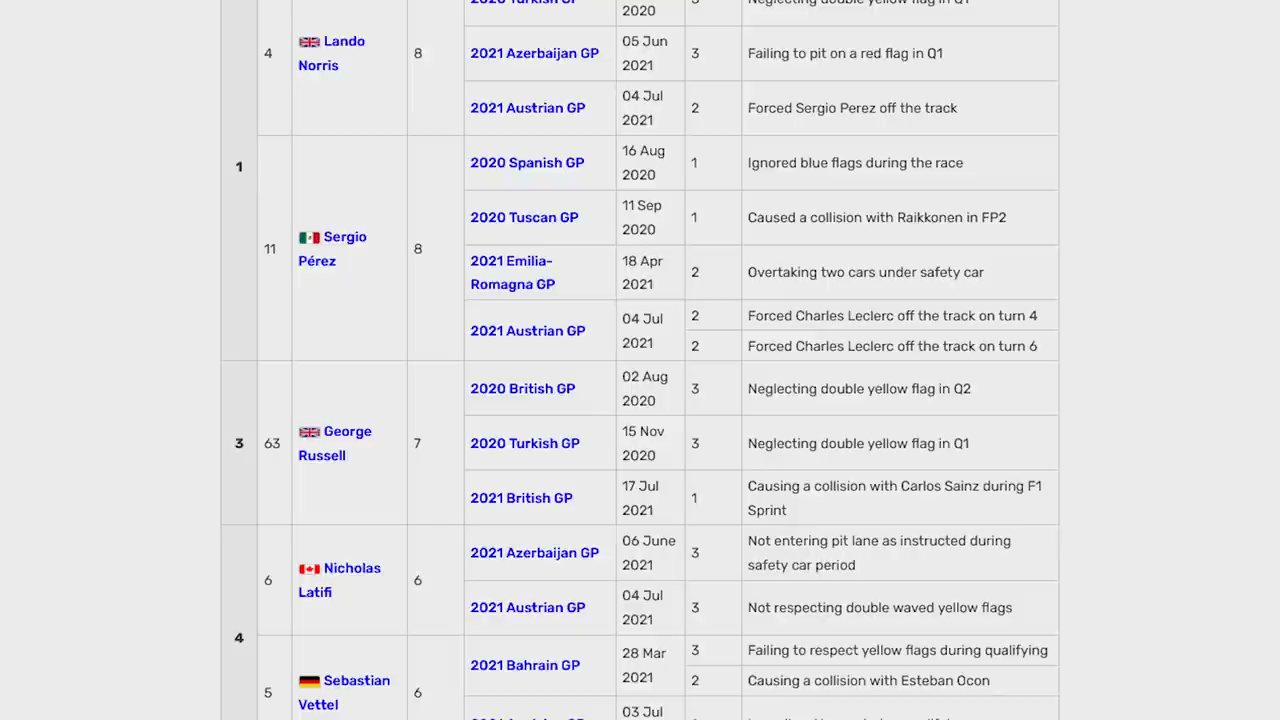 2020
4
Lando
Norris
8
2021 Azerbaijan GP
05 Jun
2021
3
Failing to pit on a red flag in Q1
2021 Austrian GP
04 Jul
2021
2
Forced Sergio Perez off the track
1
11
Sergio
Pérez
8
2020 Spanish GP
16 Aug
2020
1
Ignored blue flags during the race
2020 Tuscan GP
11 Sep
2020
1
Caused a collision with Raikkonen in FP2
2021 Emilia-
Romagna GP
18 Apr
2021
2
Overtaking two cars under safety car
2021 Austrian GP
04 Jul
2021
2
Forced Charles Leclerc off the track on turn 4
2
Forced Charles Leclerc off the track on turn 6
3
63
George
Russell
7
2020 British GP
02 Aug
2020
3
Neglecting double yellow flag in Q2
2020 Turkish GP
15 Nov
2020
3
Neglecting double yellow flag in Q1
2021 British GP
17 Jul
2021
1
Causing a collision with Carlos Sainz during F1
Sprint
4
6
Nicholas
Latifi
6
2021 Azerbaijan GP
06 June
2021
3
Not entering pit lane as instructed during
safety car period
2021 Austrian GP
04 Jul
2021
3
Not respecting double waved yellow flags
5
Sebastian
Vettel
6
2021 Bahrain GP
28 Mar
2021
3
Failing to respect yellow flags during qualifying
2
Causing a collision with Esteban Ocon
03 Jul